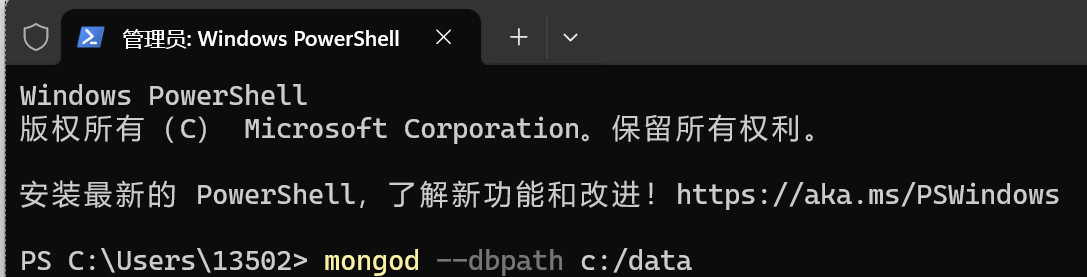 管理员: Windows PowerShell
Windows PowerShell
版权所有（C） Microsoft Corporation。保留所有权利。
安装最新的 PowerShell，了解新功能和改进！https://aka.ms/PSWindows
PS C:\Users\13502> mongod --dbpath c:/data